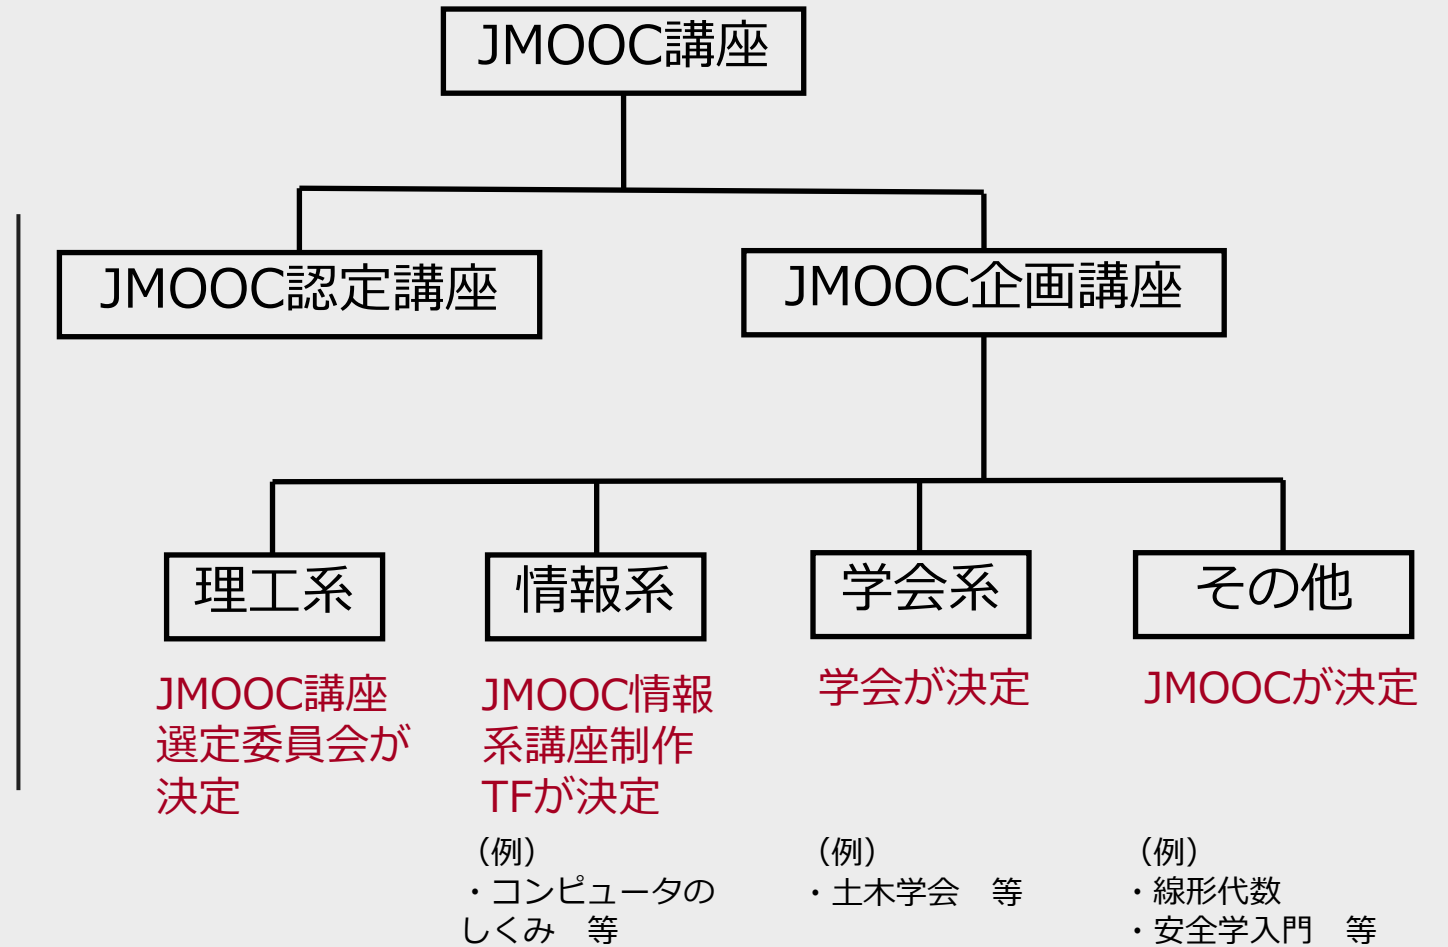 JMOOC講座
JMOOC認定講座
JMOOC企画講座
理工系
情報系
学会系
その他
JMOOC講座
選定委員会が
決定
JMOOC情報
系講座制作
TFが決定
学会が決定
JMOOCが決定
（例）
・コンピュータの
しくみ　等
（例）
・土木学会　等
（例）
・線形代数
・安全学入門　等